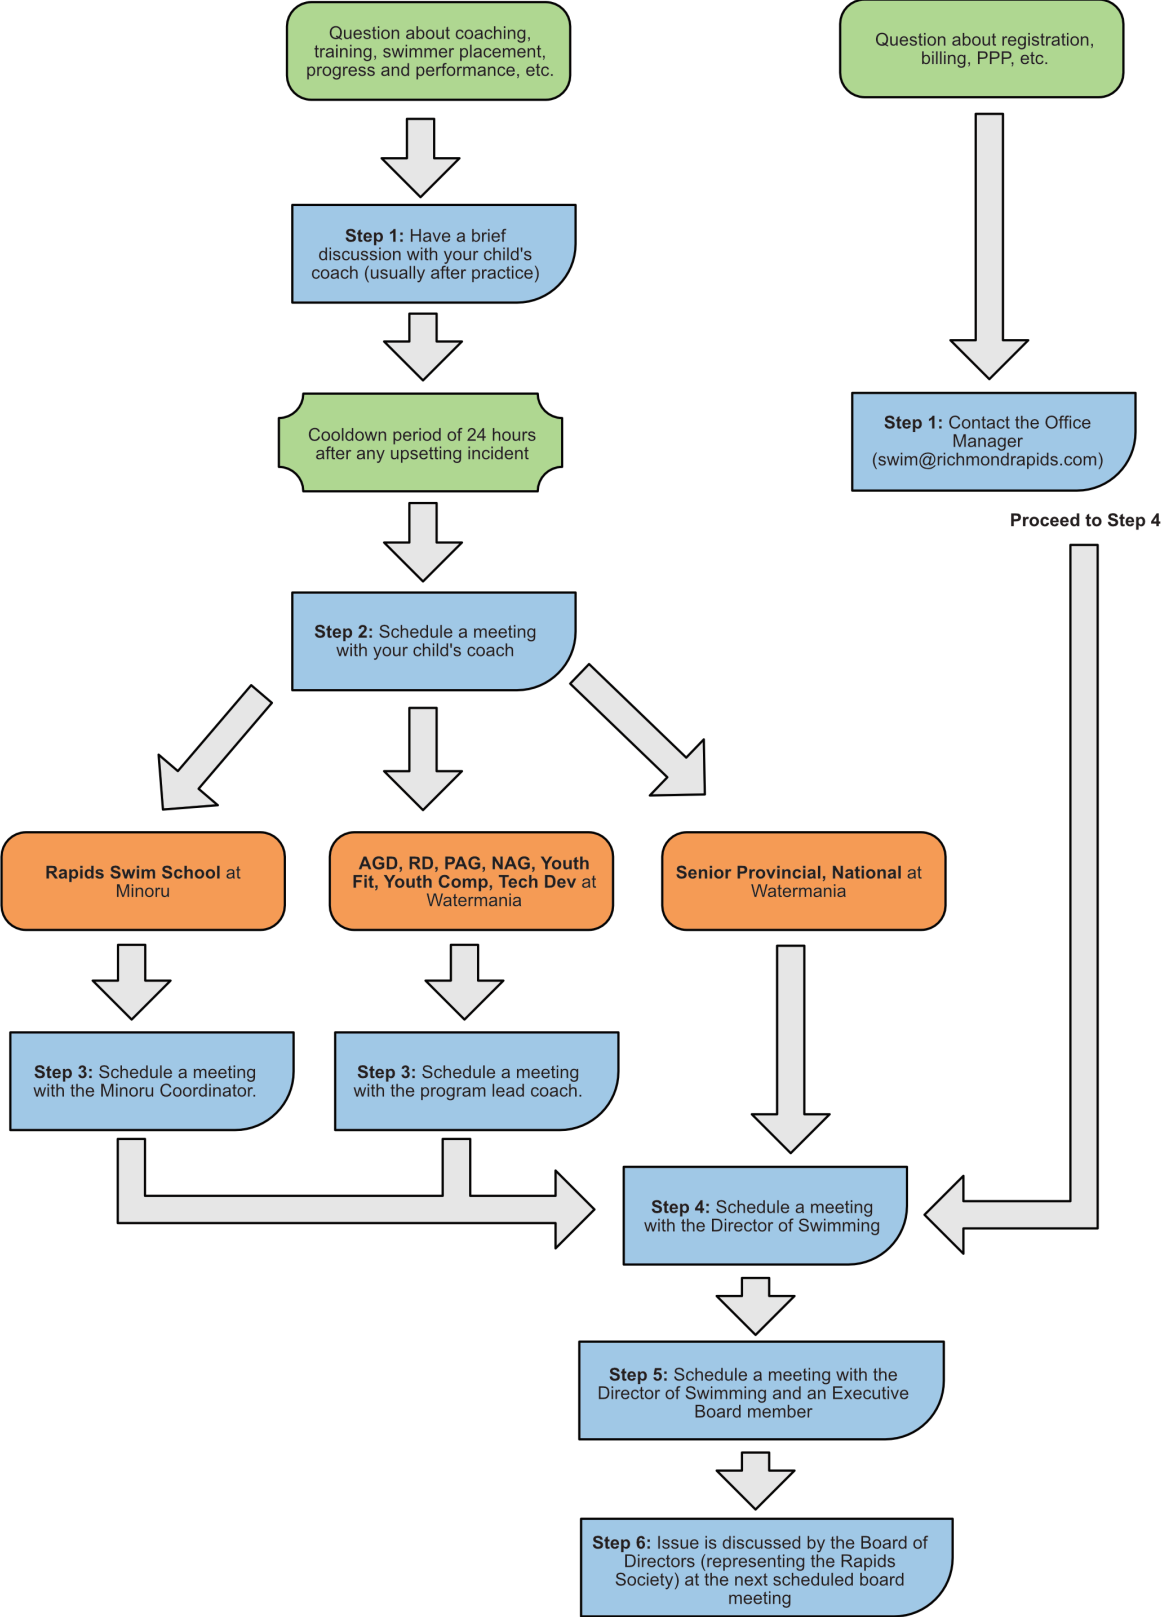 Question about coaching,
training, swimmer placement,
progress and performance, etc.
Question about registration,
billing, PPP, etc.
Step 1: Have a brief
discussion with your child's
coach (usually after practice)
Cooldown period of 24 hours
after any upsetting incident
Step 1: Contact the Office
Manager
(swim@richmondrapids.com)
Proceed to Step 4
Step 2: Schedule a meeting
with your child's coach
Rapids Swim School at
Minoru
AGD, RD, PAG, NAG, Youth
Fit, Youth Comp, Tech Dev at
Watermania
Senior Provincial, National at
Watermania
Step 3: Schedule a meeting
with the Minoru Coordinator.
Step 3: Schedule a meeting
with the program lead coach.
Step 4: Schedule a meeting
with the Director of Swimming
Step 5: Schedule a meeting with the
Director of Swimming and an Executive
Board member
Step 6: Issue is discussed by the Board of
Directors (representing the Rapids
Society) at the next scheduled board
meeting